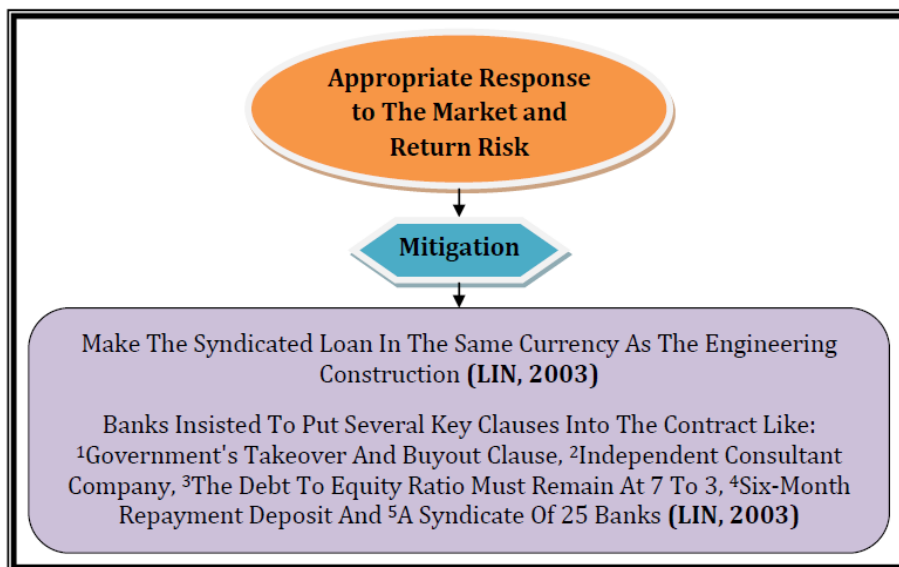 Appropriate Response
to The Market and
Return Risk
Mitigation
Make The Syndicated Loan In The Same Currency As The Engineering
Construction (LIN, 2003)
Banks Insisted To Put Several Key Clauses Into The Contract Like:
¹Government's Takeover And Buyout Clause, ²Independent Consultant
Company, ³The Debt To Equity Ratio Must Remain At 7 To 3, ⁴Six-Month
Repayment Deposit And ⁵A Syndicate Of 25 Banks (LIN, 2003)